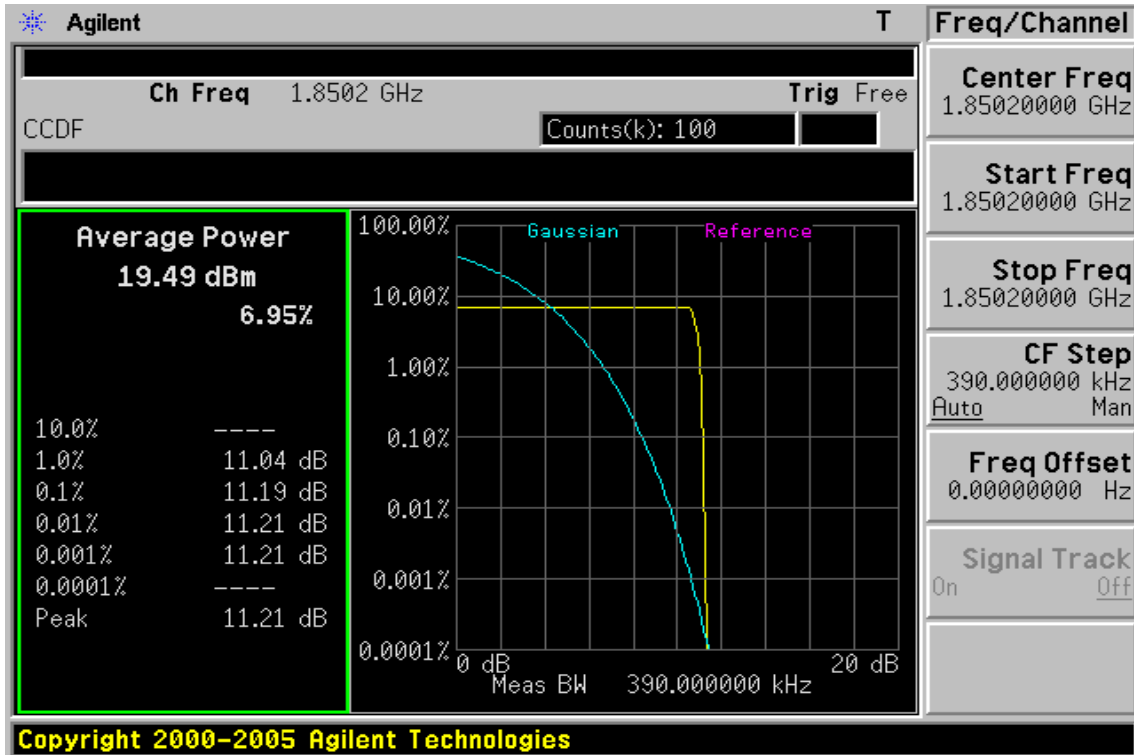 Agilent
T
Ch Freq 1.8502 GHz
Trig Free
CCDF
Counts(k): 100
Average Power
19.49 dBm
6.95%
10.0% ----
1.0% 11.04 dB
0.1% 11.19 dB
0.01% 11.21 dB
0.001% 11.21 dB
0.0001% ----
Peak 11.21 dB
Gaussian
Reference
100.00%
10.00%
1.00%
0.10%
0.01%
0.001%
0.0001%
0 dB
20 dB
Meas BW 390.000000 kHz
Freq/Channel
Center Freq
1.85020000 GHz
Start Freq
1.85020000 GHz
Stop Freq
1.85020000 GHz
CF Step
390.000000 kHz
Auto Man
Freq Offset
0.00000000 Hz
Signal Track
On Off
Copyright 2000-2005 Agilent Technologies